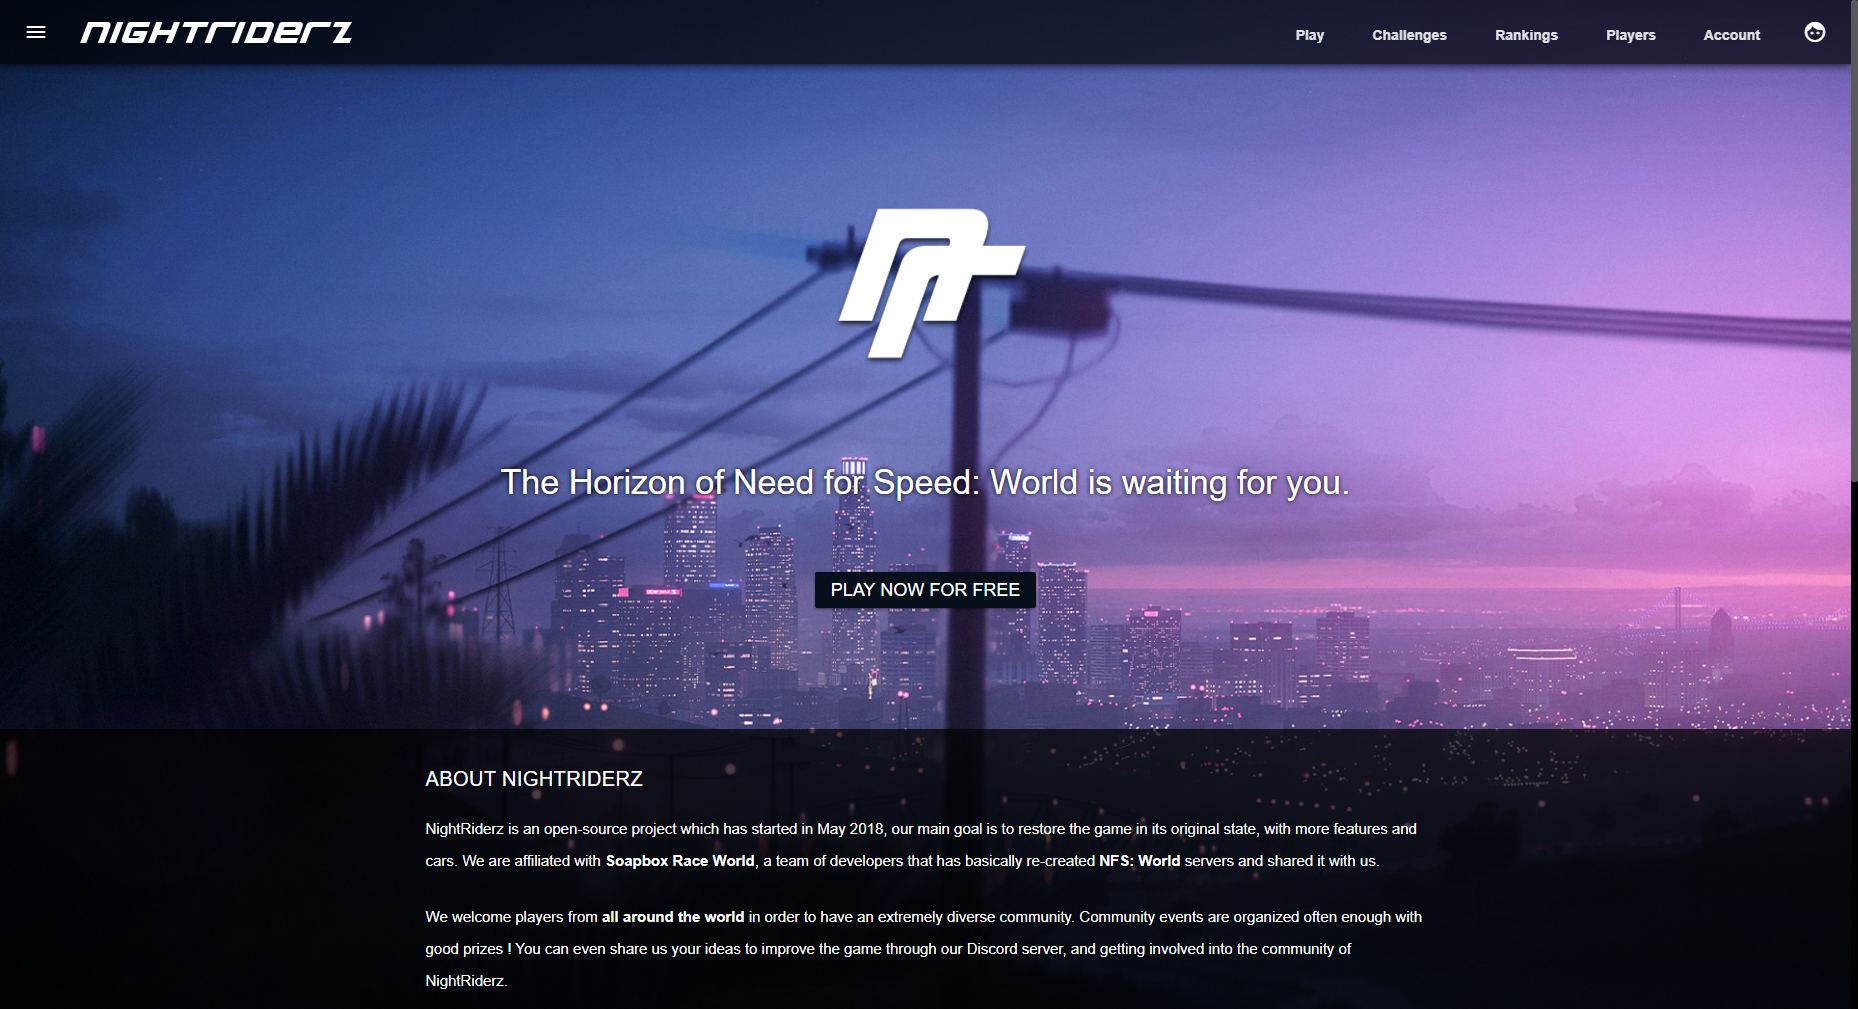 NIGHTRIDERZ
Play Challenges Rankings Players Account
The Horizon of Need for Speed: World is waiting for you.
PLAY NOW FOR FREE
ABOUT NIGHTRIDERZ
NightRiderz is an open-source project which has started in May 2018, our main goal is to restore the game in its original state, with more features and
cars. We are affiliated with Soapbox Race World, a team of developers that has basically re-created NFS: World servers and shared it with us.
We welcome players from all around the world in order to have an extremely diverse community. Community events are organized often enough with
good prizes ! You can even share us your ideas to improve the game through our Discord server, and getting involved into the community of
NightRiderz.